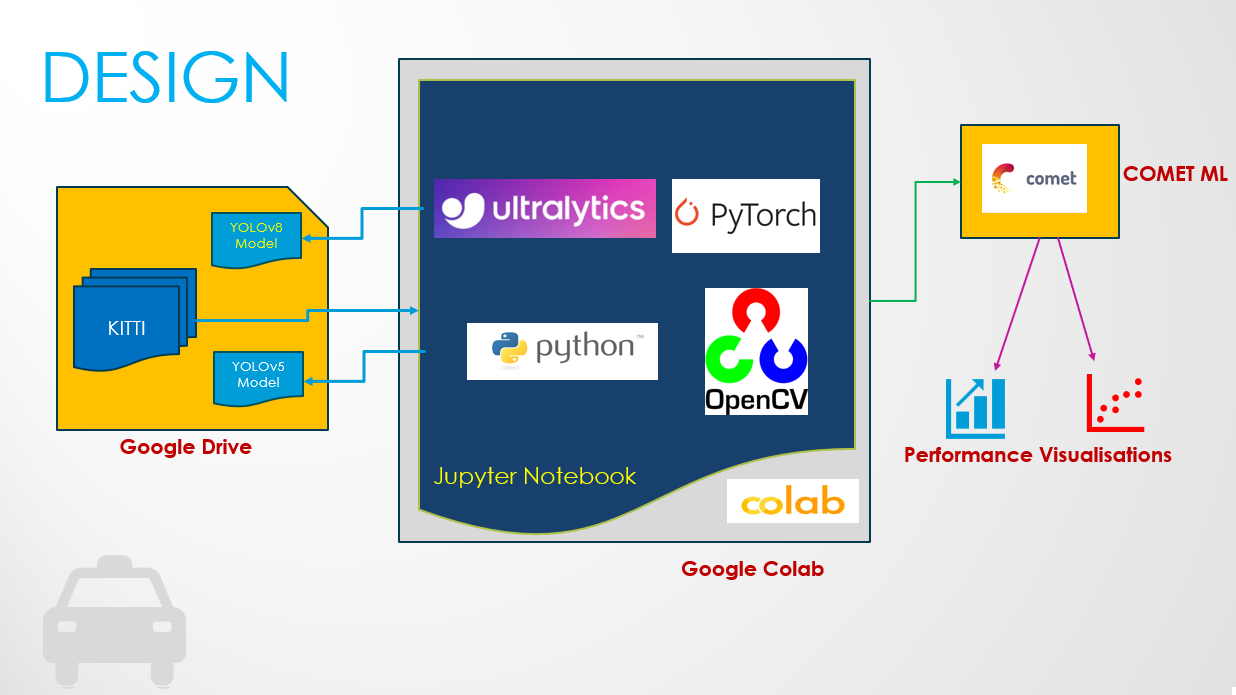 DESIGN
YOLOv8
Model
KITTI
YOLOv5
Model
Google Drive
ultralytics
PyTorch
python™
OpenCV
Jupyter Notebook
colab
Google Colab
comet
COMET ML
Performance Visualisations